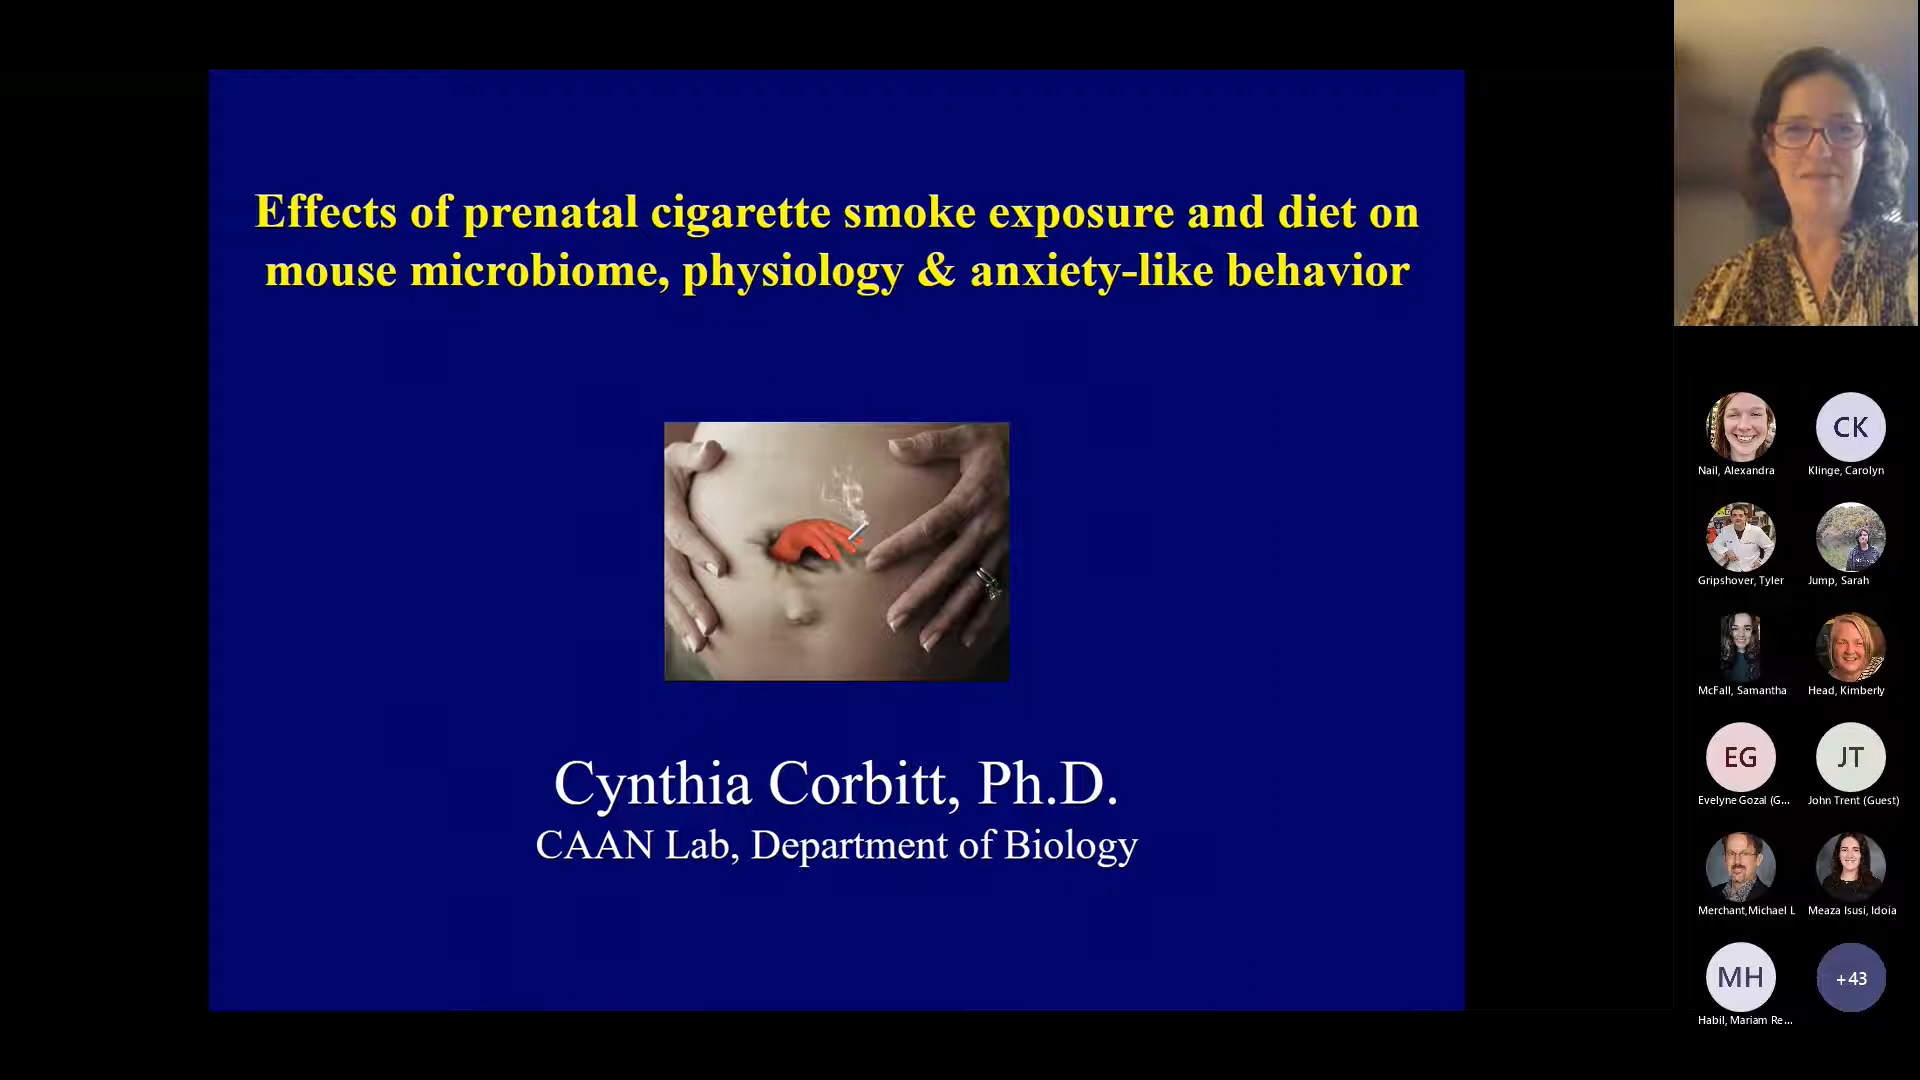 Effects of prenatal cigarette smoke exposure and diet on
mouse microbiome, physiology & anxiety-like behavior
Cynthia Corbitt, Ph.D.
CAAN Lab, Department of Biology
Nail, Alexandra
CK
Klinge, Carolyn
Gripshover, Tyler
Jump, Sarah
McFall, Samantha
Head, Kimberly
EG
Evelyne Gozal (G...
JT
John Trent (Guest)
Merchant,Michael L
Meaza Isusi, Idoia
MH
Habil, Mariam Re...
+43